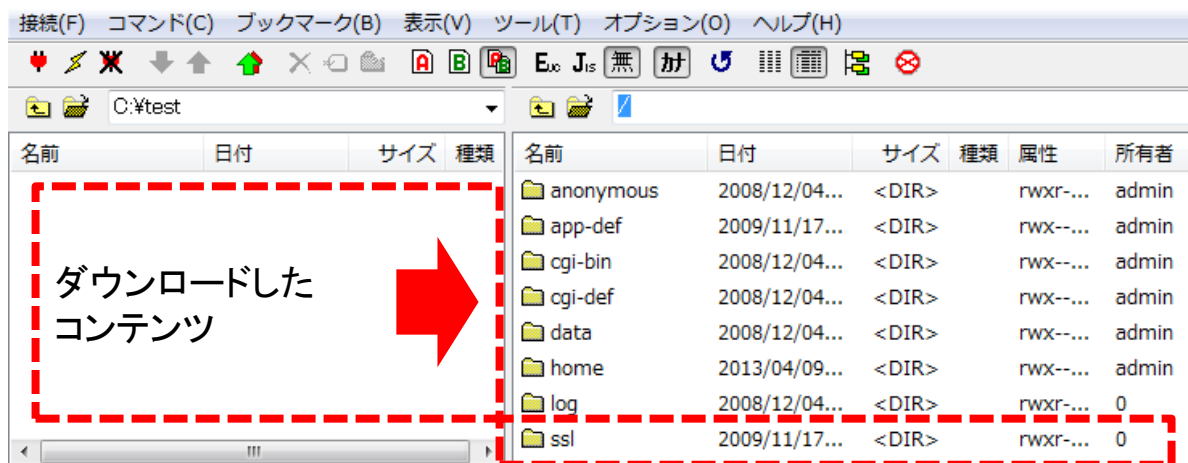 接続(F) コマンド(C) ブックマーク(B) 表示(V) ツール(T) オプション(O) ヘルプ(H)
A B Euc Jis 無 カナ
C:¥test /
名前 日付 サイズ 種類 名前 日付 サイズ 種類 属性 所有者
anonymous 2008/12/04... <DIR> rwxr-... admin
app-def 2009/11/17... <DIR> rwx--... admin
cgi-bin 2008/12/04... <DIR> rwx--... admin
cgi-def 2008/12/04... <DIR> rwx--... admin
data 2008/12/04... <DIR> rwx--... admin
home 2013/04/09... <DIR> rwx--... admin
log 2008/12/04... <DIR> rwxr-... 0
ssl 2009/11/17... <DIR> rwxr-... 0
ダウンロードした
コンテンツ